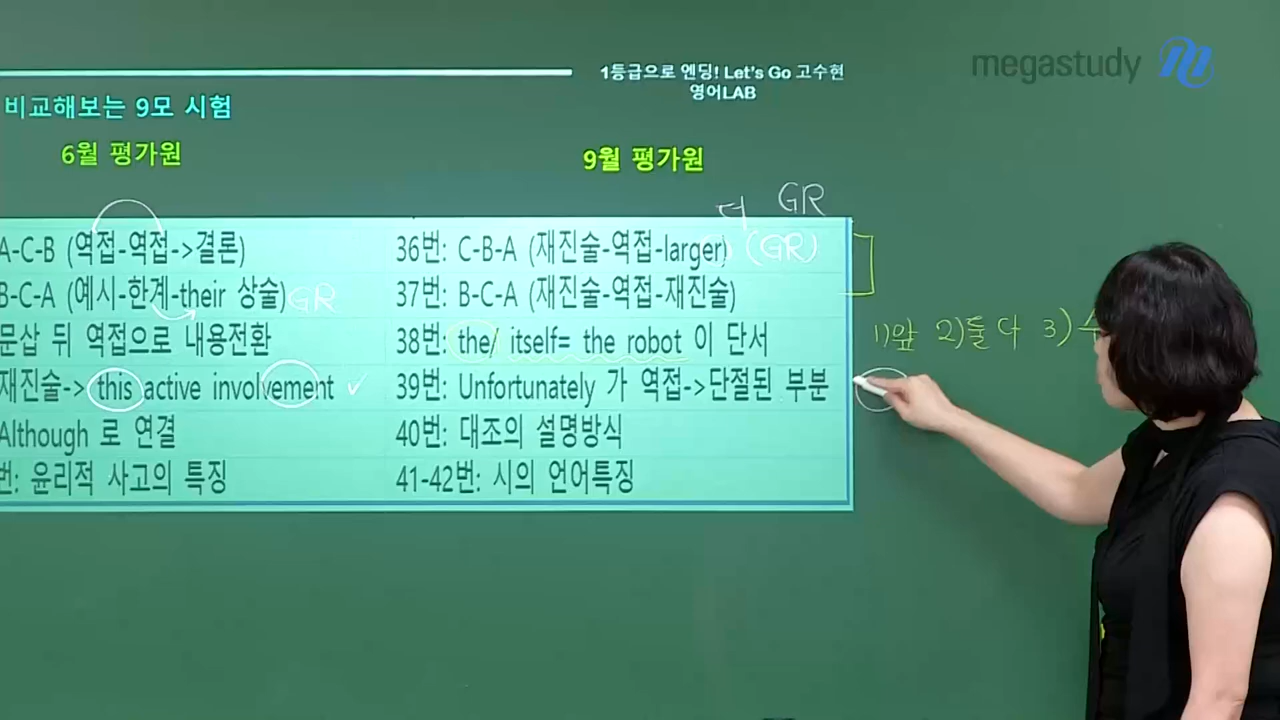 megastudy
1등급으로 엔딩! Let's Go 고수현
영어LAB
비교해보는 9모 시험
6월 평가원
9월 평가원
더 GR
A-C-B (역접-역접->결론)
36번: C-B-A (재진술-역접-larger) (GR)
B-C-A (예시-한계-their 상술) GR
37번: B-C-A (재진술-역접-재진술)
문삽 뒤 역접으로 내용전환
38번: the/ itself= the robot 이 단서
1)앞 2)둘다 3)
재진술-> this active involvement ✓
39번: Unfortunately 가 역접->단절된 부분
Although 로 연결
40번: 대조의 설명방식
번: 윤리적 사고의 특징
41-42번: 시의 언어특징